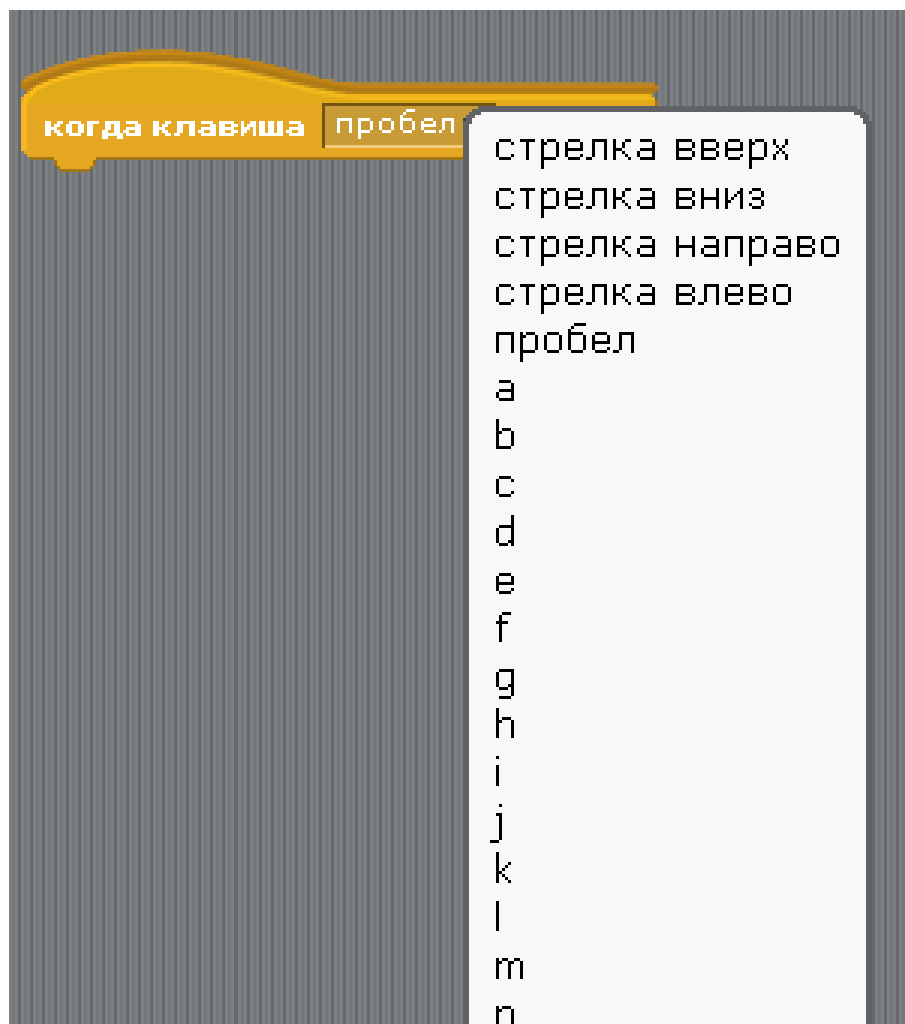 когда клавиша пробел
стрелка вверх
стрелка вниз
стрелка направо
стрелка влево
пробел
a
b
c
d
e
f
g
h
i
j
k
l
m
n